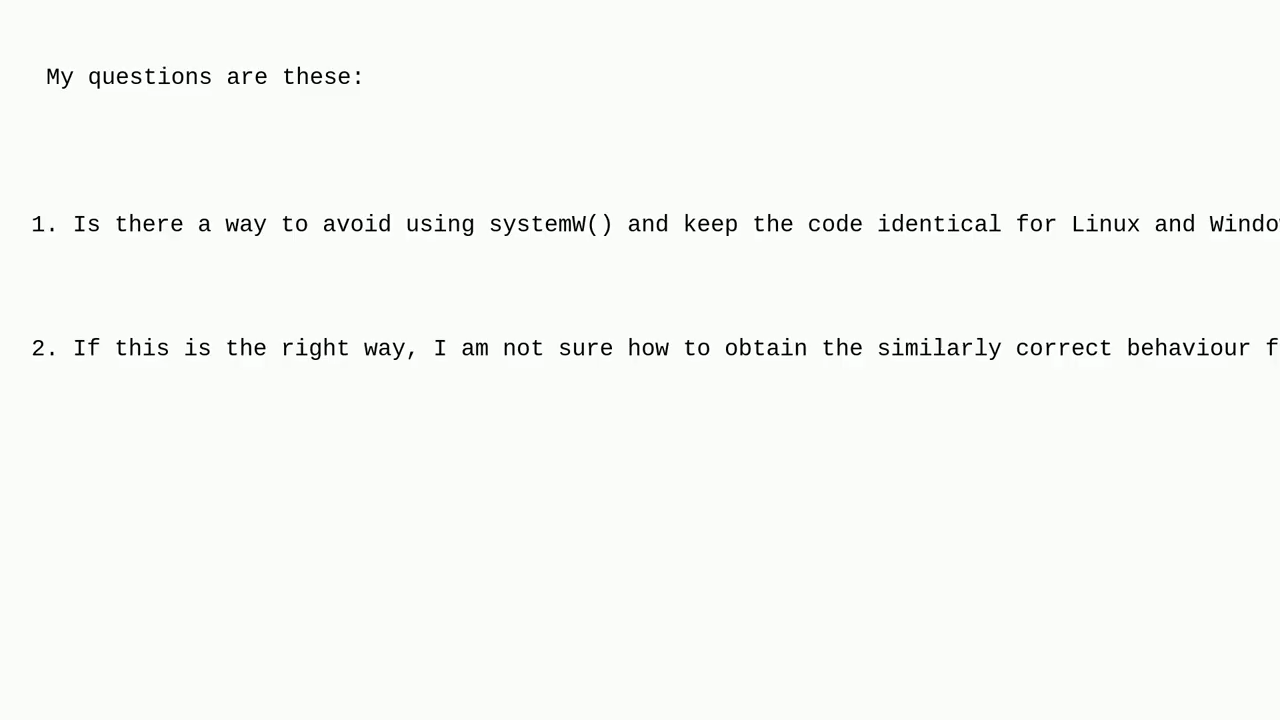 My questions are these:
1. Is there a way to avoid using systemW() and keep the code identical for Linux and
2. If this is the right way, I am not sure how to obtain the similarly correct behaviour